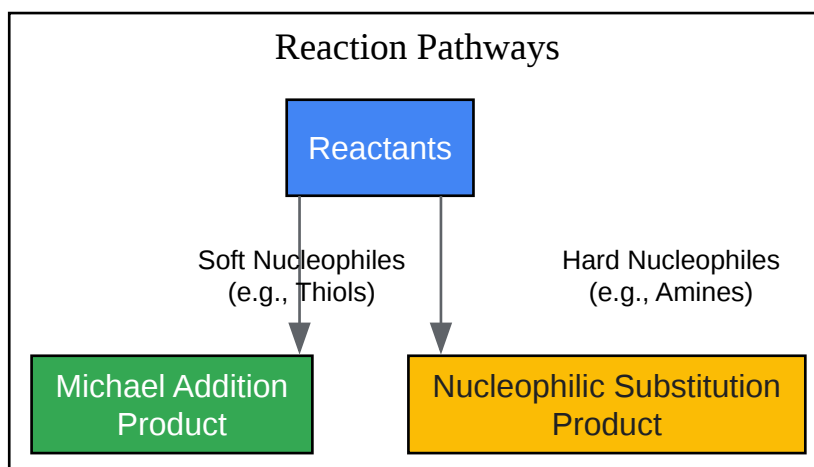 Reaction Pathways
Reactants
Soft Nucleophiles
(e.g., Thiols)
Hard Nucleophiles
(e.g., Amines)
Michael Addition
Product
Nucleophilic Substitution
Product